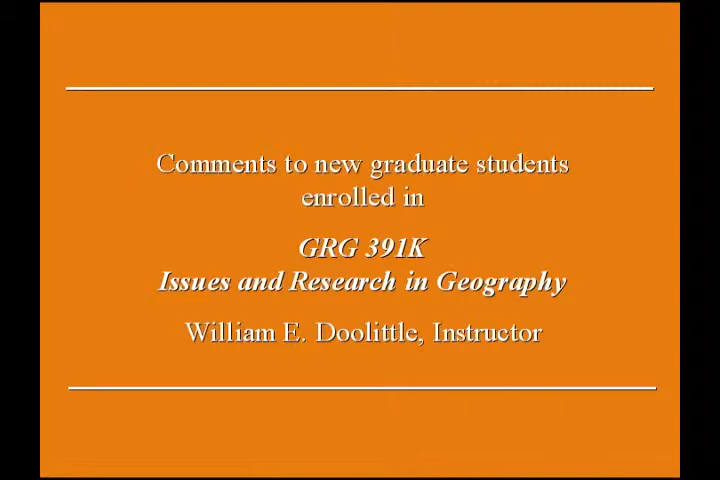 Comments to new graduate students
enrolled in
GRG 391K
Issues and Research in Geography
William E. Doolittle, Instructor